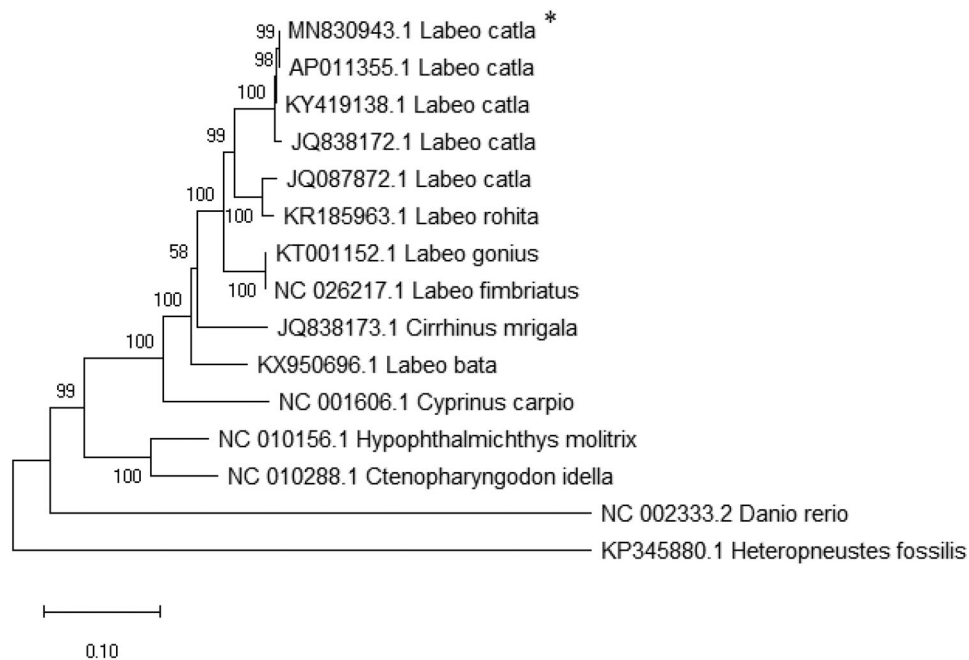 99 MN830943.1 Labeo catla *
98 AP011355.1 Labeo catla
100 KY419138.1 Labeo catla
99 JQ838172.1 Labeo catla
JQ087872.1 Labeo catla
100 100 KR185963.1 Labeo rohita
58 KT001152.1 Labeo gonius
100 NC 026217.1 Labeo fimbriatus
100 JQ838173.1 Cirrhinus mrigala
100 KX950696.1 Labeo bata
99 NC 001606.1 Cyprinus carpio
NC 010156.1 Hypophthalmichthys molitrix
100 NC 010288.1 Ctenopharyngodon idella
NC 002333.2 Danio rerio
KP345880.1 Heteropneustes fossilis
0.10